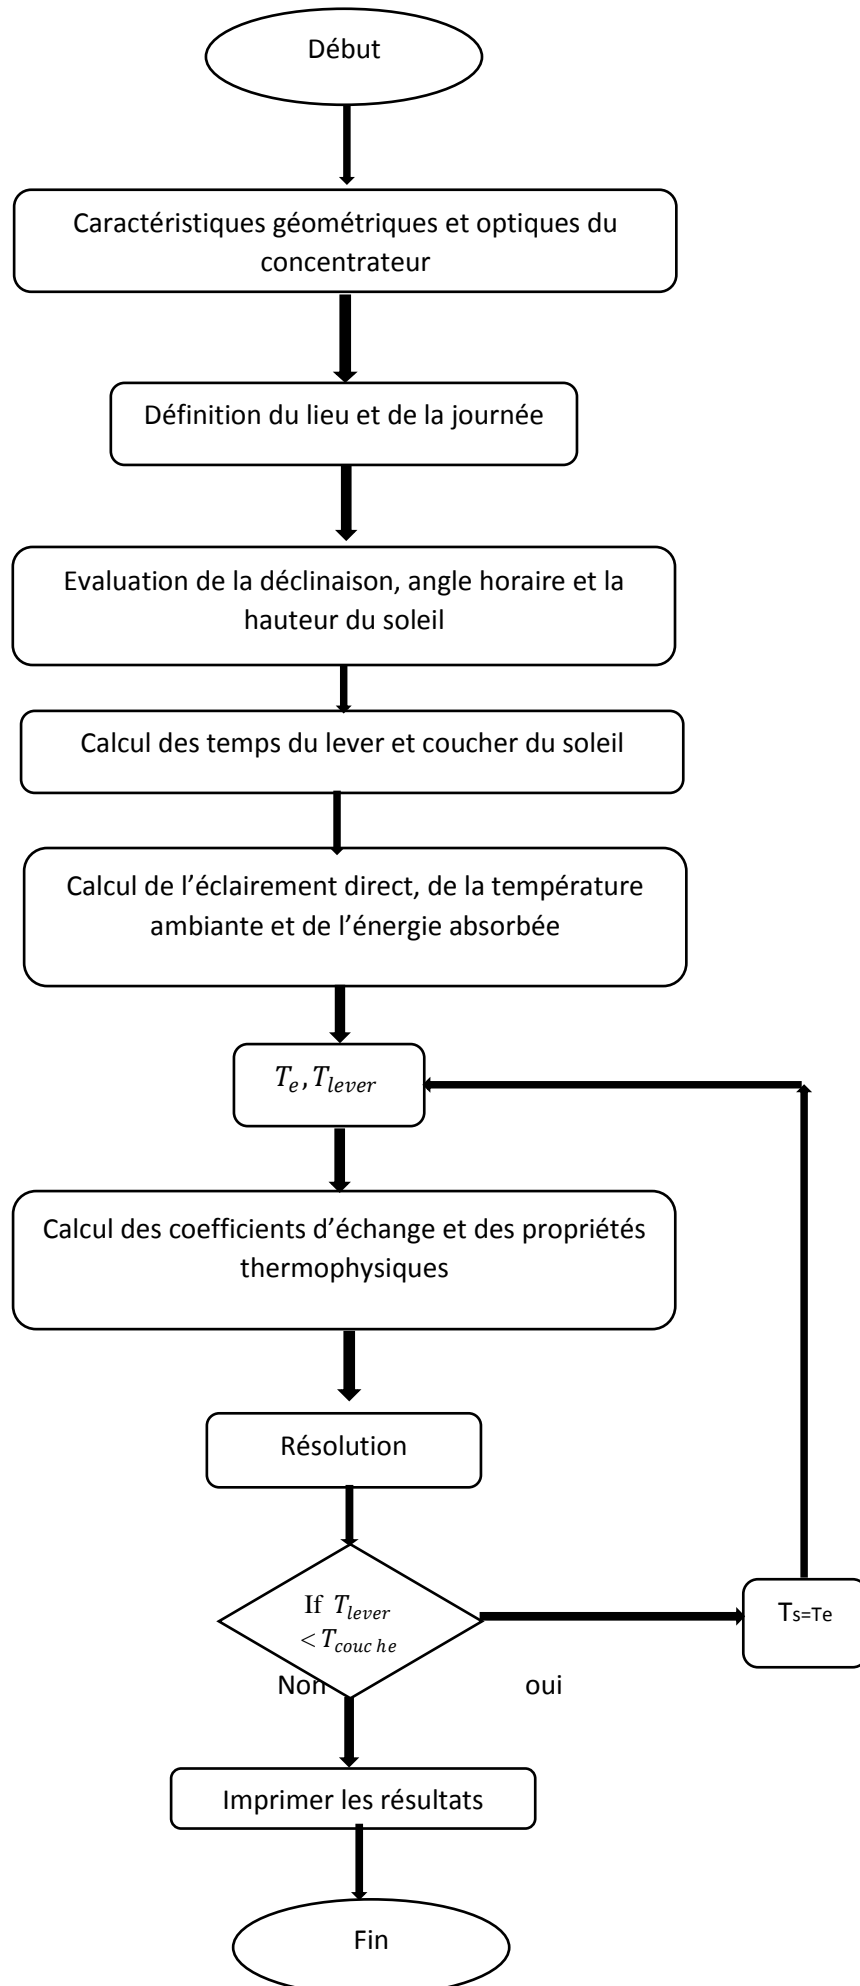 Début
Caractéristiques géométriques et optiques du
concentrateur
Définition du lieu et de la journée
Evaluation de la déclinaison, angle horaire et la
hauteur du soleil
Calcul des temps du lever et coucher du soleil
Calcul de l’éclairement direct, de la température
ambiante et de l’énergie absorbée
T_e, T_lever
Calcul des coefficients d’échange et des propriétés
thermophysiques
Résolution
If T_lever
< T_couc he
Ts=Te
Non
oui
Imprimer les résultats
Fin